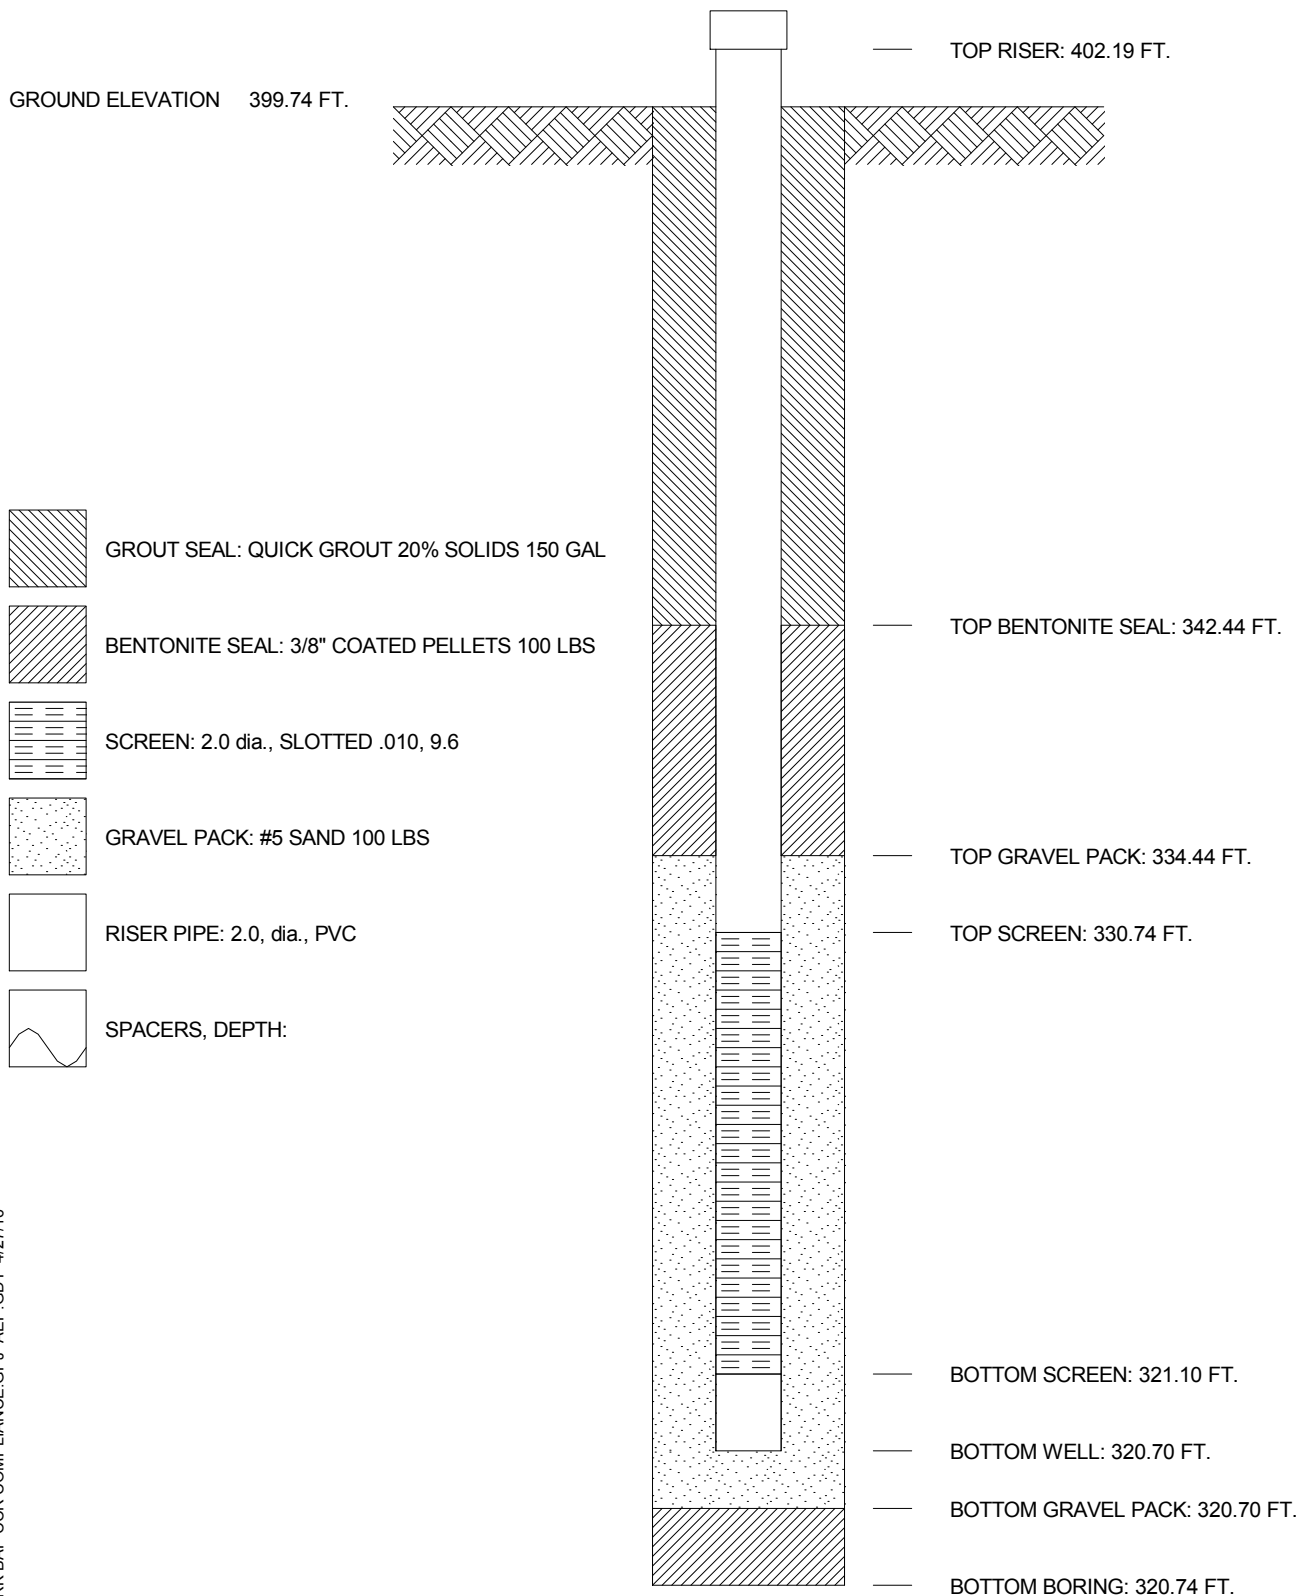 TOP RISER: 402.19 FT.
GROUND ELEVATION 399.74 FT.
GROUT SEAL: QUICK GROUT 20% SOLIDS 150 GAL
TOP BENTONITE SEAL: 342.44 FT.
BENTONITE SEAL: 3/8" COATED PELLETS 100 LBS
SCREEN: 2.0 dia., SLOTTED .010, 9.6
GRAVEL PACK: #5 SAND 100 LBS
TOP GRAVEL PACK: 334.44 FT.
RISER PIPE: 2.0, dia., PVC
TOP SCREEN: 330.74 FT.
SPACERS, DEPTH:
BOTTOM SCREEN: 321.10 FT.
BOTTOM WELL: 320.70 FT.
BOTTOM GRAVEL PACK: 320.70 FT.
BOTTOM BORING: 320.74 FT.